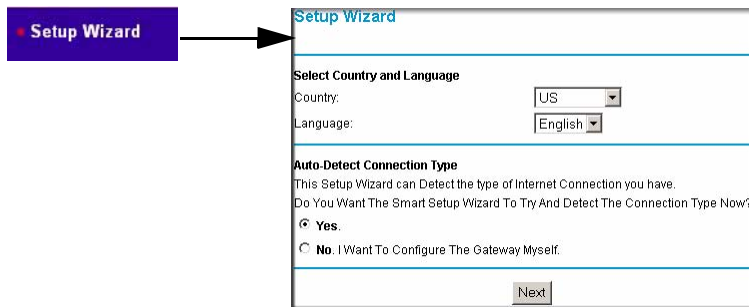 Setup Wizard
Setup Wizard
Select Country and Language
Country:
US
Language:
English
Auto-Detect Connection Type
This Setup Wizard can Detect the type of Internet Connection you have.
Do You Want The Smart Setup Wizard To Try And Detect The Connection Type Now?
Yes.
No. I Want To Configure The Gateway Myself.
Next